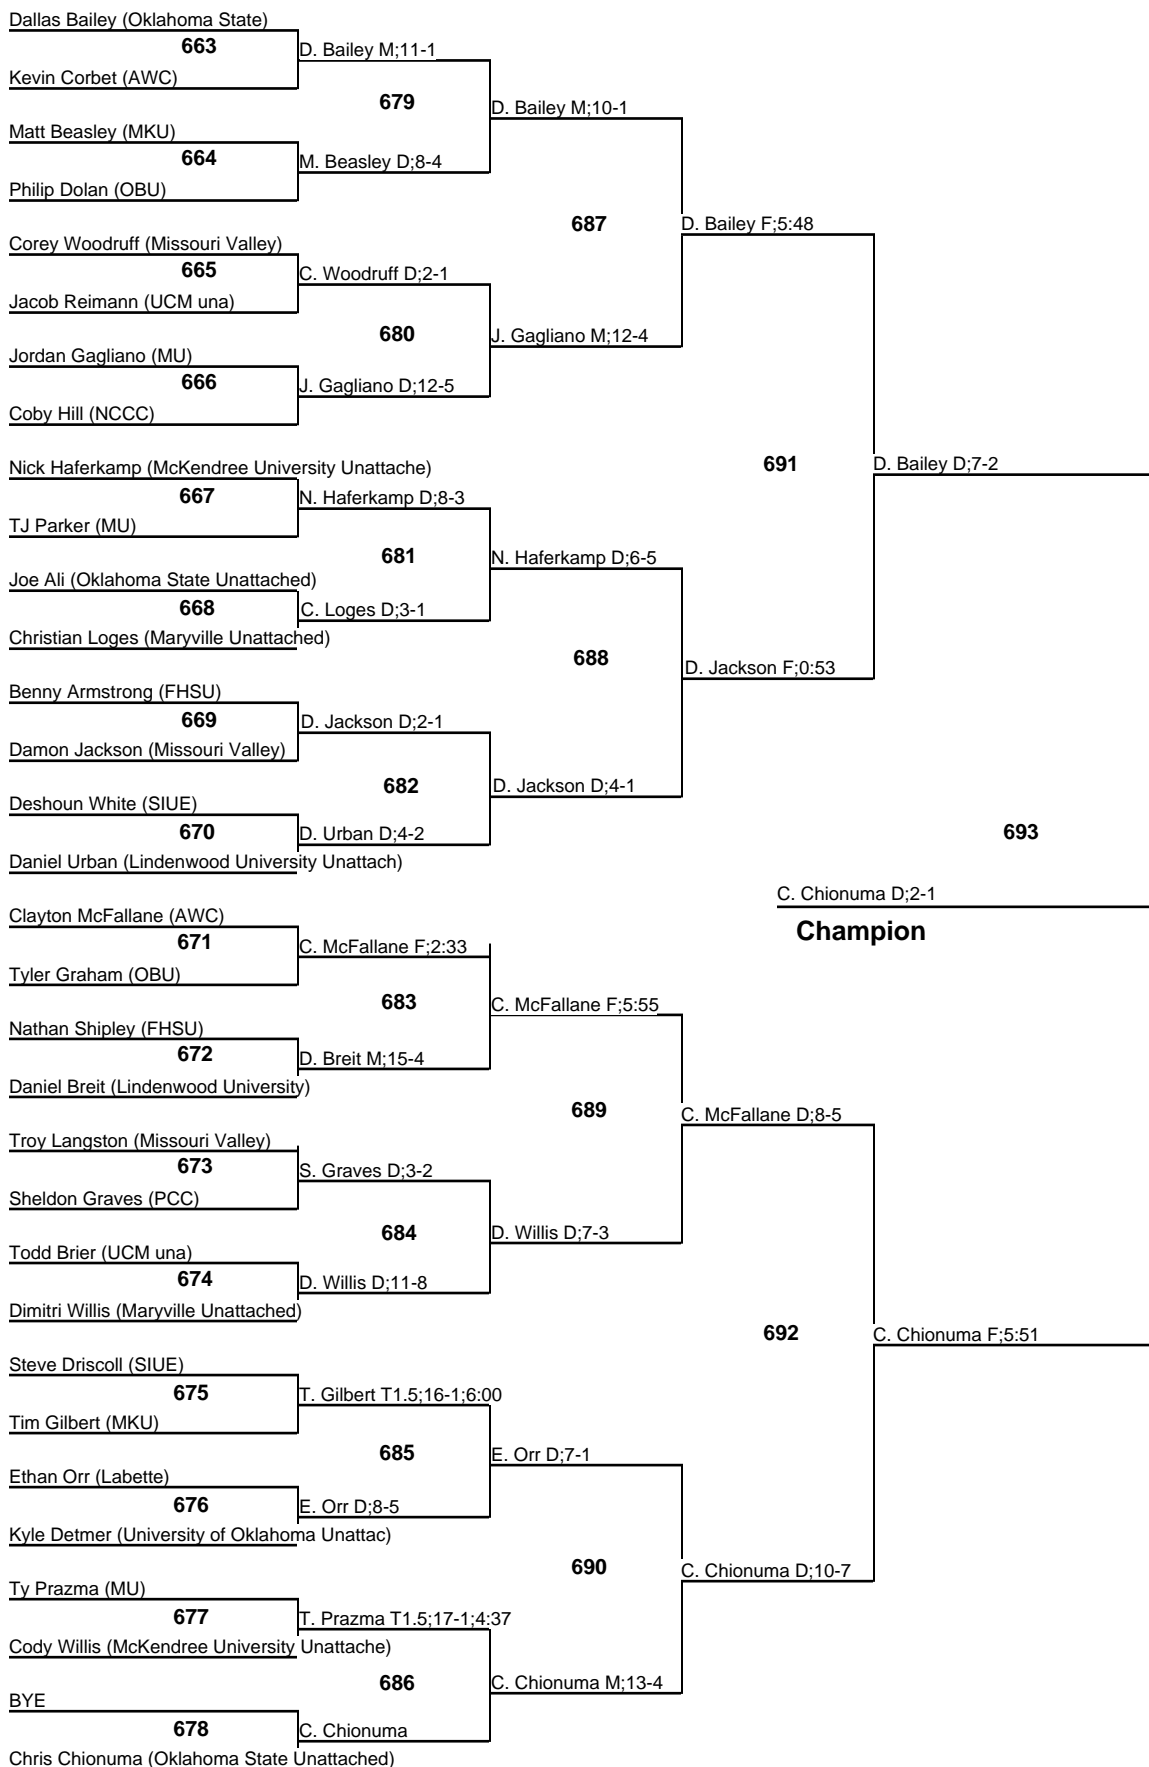 Dallas Bailey (Oklahoma State)
663
D. Bailey M;11-1
Kevin Corbet (AWC)
679
D. Bailey M;10-1
Matt Beasley (MKU)
664
M. Beasley D;8-4
Philip Dolan (OBU)
687
D. Bailey F;5:48
Corey Woodruff (Missouri Valley)
665
C. Woodruff D;2-1
Jacob Reimann (UCM una)
680
J. Gagliano M;12-4
Jordan Gagliano (MU)
666
J. Gagliano D;12-5
Coby Hill (NCCC)
691
D. Bailey D;7-2
Nick Haferkamp (McKendree University Unattache)
667
N. Haferkamp D;8-3
TJ Parker (MU)
681
N. Haferkamp D;6-5
Joe Ali (Oklahoma State Unattached)
668
C. Loges D;3-1
Christian Loges (Maryville Unattached)
688
D. Jackson F;0:53
Benny Armstrong (FHSU)
669
D. Jackson D;2-1
Damon Jackson (Missouri Valley)
682
D. Jackson D;4-1
Deshoun White (SIUE)
670
D. Urban D;4-2
Daniel Urban (Lindenwood University Unattach)
693
C. Chionuma D;2-1
Champion
Clayton McFallane (AWC)
671
C. McFallane F;2:33
Tyler Graham (OBU)
683
C. McFallane F;5:55
Nathan Shipley (FHSU)
672
D. Breit M;15-4
Daniel Breit (Lindenwood University)
689
C. McFallane D;8-5
Troy Langston (Missouri Valley)
673
S. Graves D;3-2
Sheldon Graves (PCC)
684
D. Willis D;7-3
Todd Brier (UCM una)
674
D. Willis D;11-8
Dimitri Willis (Maryville Unattached)
692
C. Chionuma F;5:51
Steve Driscoll (SIUE)
675
T. Gilbert T1.5;16-1;6:00
Tim Gilbert (MKU)
685
E. Orr D;7-1
Ethan Orr (Labette)
676
E. Orr D;8-5
Kyle Detmer (University of Oklahoma Unattac)
690
C. Chionuma D;10-7
Ty Prazma (MU)
677
T. Prazma T1.5;17-1;4:37
Cody Willis (McKendree University Unattache)
686
C. Chionuma M;13-4
BYE
678
C. Chionuma
Chris Chionuma (Oklahoma State Unattached)